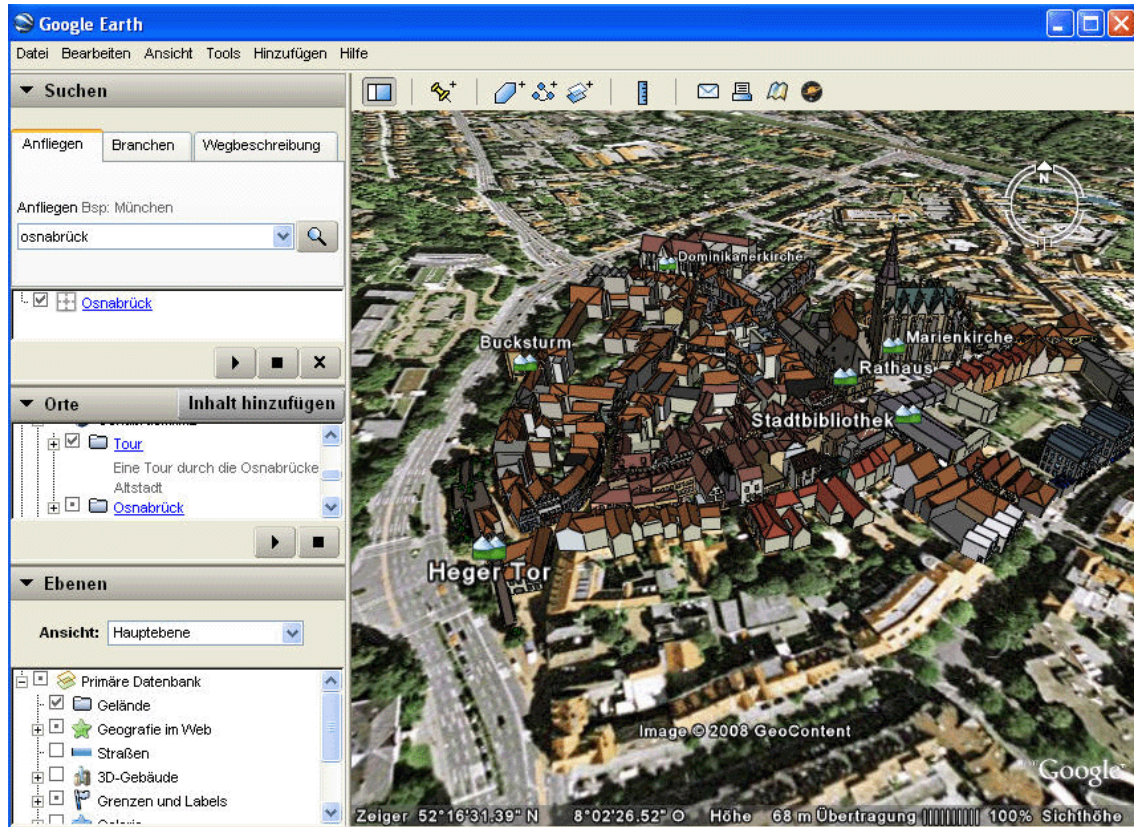 Google Earth
Datei Bearbeiten Ansicht Tools Hinzufügen Hilfe
Suchen
Anfliegen Branchen Wegbeschreibung
Anfliegen Bsp: München
osnabrück
Osnabrück
Orte Inhalt hinzufügen
Tour
Eine Tour durch die Osnabrücke
Altstadt
Osnabrück
Ebenen
Ansicht: Hauptebene
Primäre Datenbank
Gelände
Geografie im Web
Straßen
3D-Gebäude
Grenzen und Labels
N
Dominikanerkirche
Bucksturm
Marienkirche
Rathaus
Stadtbibliothek
Heger Tor
Image © 2008 GeoContent
Google
Zeiger 52°16'31.39" N 8°02'26.52" O Höhe 68 m Übertragung 100% Sichthöhe